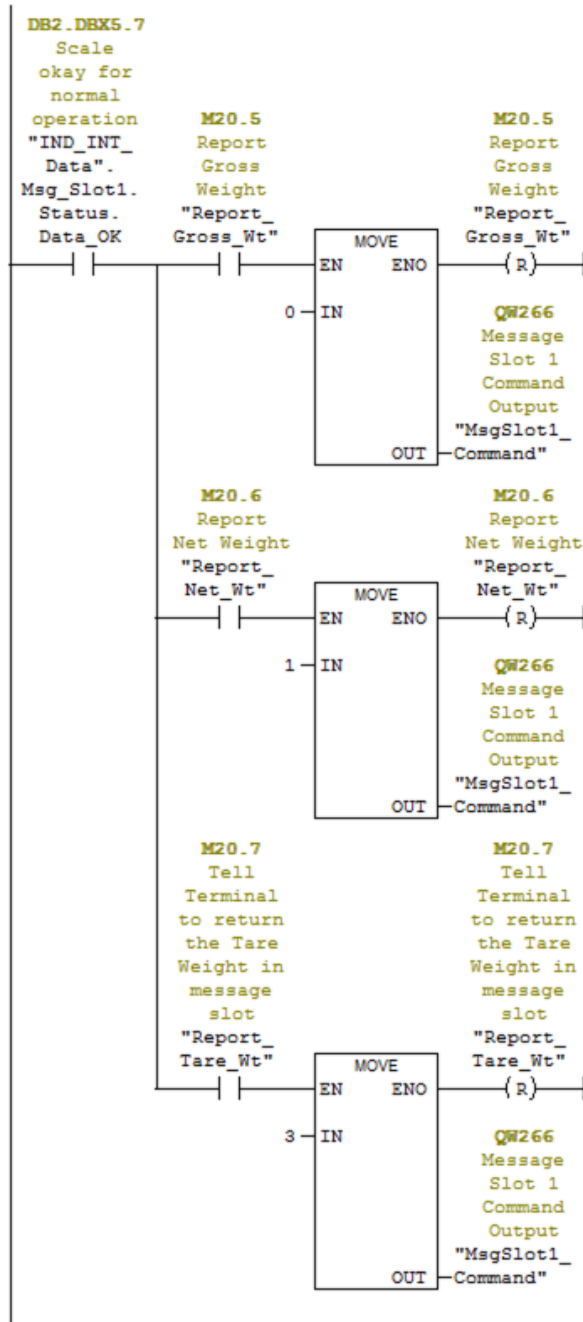 DB2.DBX5.7
Scale
okay for
normal
operation
"IND_INT_
Data".
Msg_Slot1.
Status.
Data_OK
M20.5
Report
Gross
Weight
"Report_
Gross_Wt"
MOVE
EN ENO
0 IN
OUT
M20.5
Report
Gross
Weight
"Report_
Gross_Wt"
(R)
QW266
Message
Slot 1
Command
Output
"MsgSlot1_
Command"
M20.6
Report
Net Weight
"Report_
Net_Wt"
MOVE
EN ENO
1 IN
OUT
M20.6
Report
Net Weight
"Report_
Net_Wt"
(R)
QW266
Message
Slot 1
Command
Output
"MsgSlot1_
Command"
M20.7
Tell
Terminal
to return
the Tare
Weight in
message
slot
"Report_
Tare_Wt"
MOVE
EN ENO
3 IN
OUT
M20.7
Tell
Terminal
to return
the Tare
Weight in
message
slot
"Report_
Tare_Wt"
(R)
QW266
Message
Slot 1
Command
Output
"MsgSlot1_
Command"